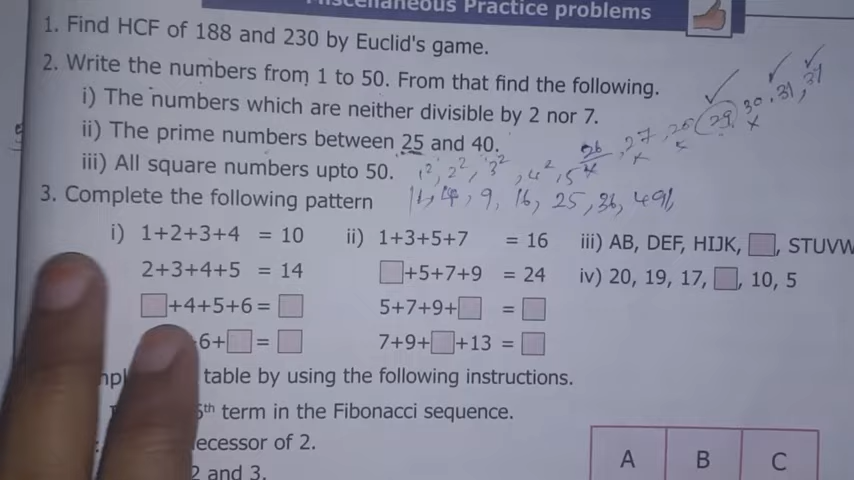 Miscellaneous Practice problems
1. Find HCF of 188 and 230 by Euclid's game.
2. Write the numbers from 1 to 50. From that find the following.
i) The numbers which are neither divisible by 2 nor 7.
ii) The prime numbers between 25 and 40.
26, 27, 28, 29, 30, 31, 37
iii) All square numbers upto 50.
1², 2², 3², 4², 5²
1, 4, 9, 16, 25, 36, 49
3. Complete the following pattern
i) 1+2+3+4 = 10 ii) 1+3+5+7 = 16 iii) AB, DEF, HIJK, □, STUVW
2+3+4+5 = 14 □+5+7+9 = 24 iv) 20, 19, 17, □, 10, 5
□+4+5+6 = □ 5+7+9+□ = □
6+□ = □ 7+9+□+13 = □
table by using the following instructions.
th term in the Fibonacci sequence.
ecessor of 2.
2 and 3.
A B C